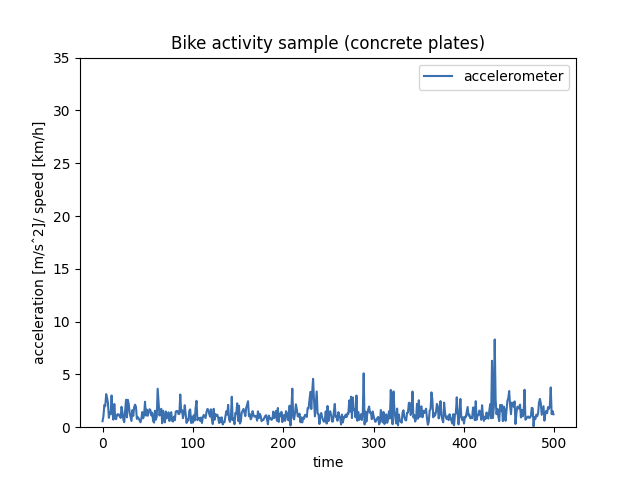 Bike activity sample (concrete plates)
accelerometer
35
30
25
20
15
10
5
0
acceleration [m/sˆ2]/ speed [km/h]
0 100 200 300 400 500
time